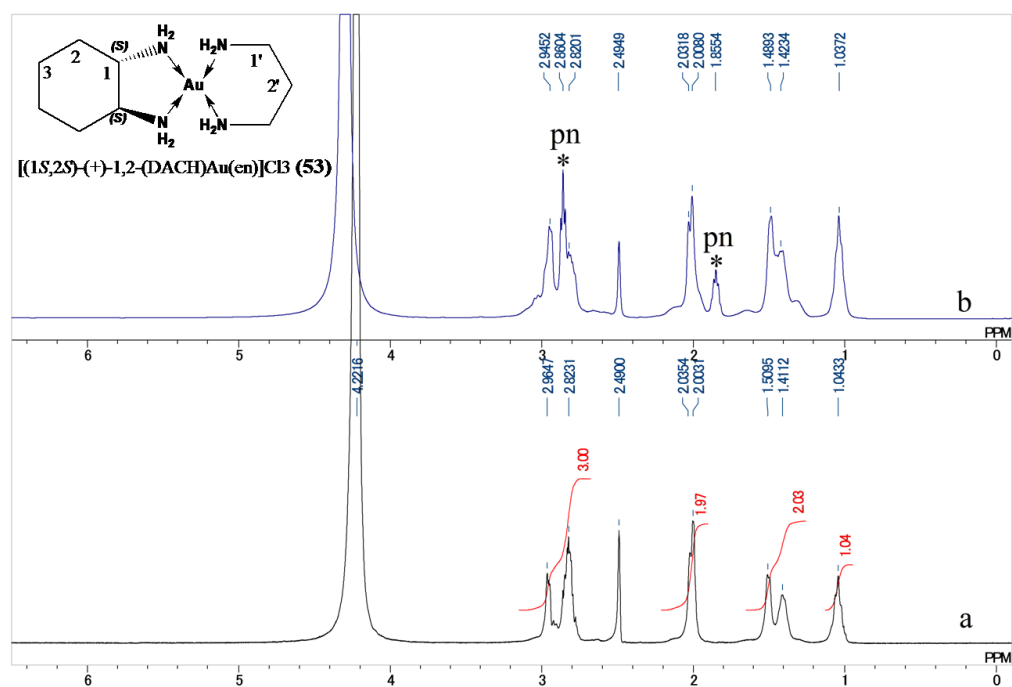 H2
N
(S)
H2N
2
1'
3
1
Au
2'
(S)
N
H2
H2N
[(1S,2S)-(+)-1,2-(DACH)Au(en)]Cl3 (53)
2.9452
2.8604
2.8201
2.4949
2.0318
2.0080
1.8554
1.4893
1.4234
1.0372
pn
*
pn
*
b
PPM
6 5 4 3 2 1 0
4.2216
2.9647
2.8231
2.4900
2.0354
2.0031
1.5095
1.4112
1.0433
3.00
1.97
2.03
1.04
a
PPM
6 5 4 3 2 1 0